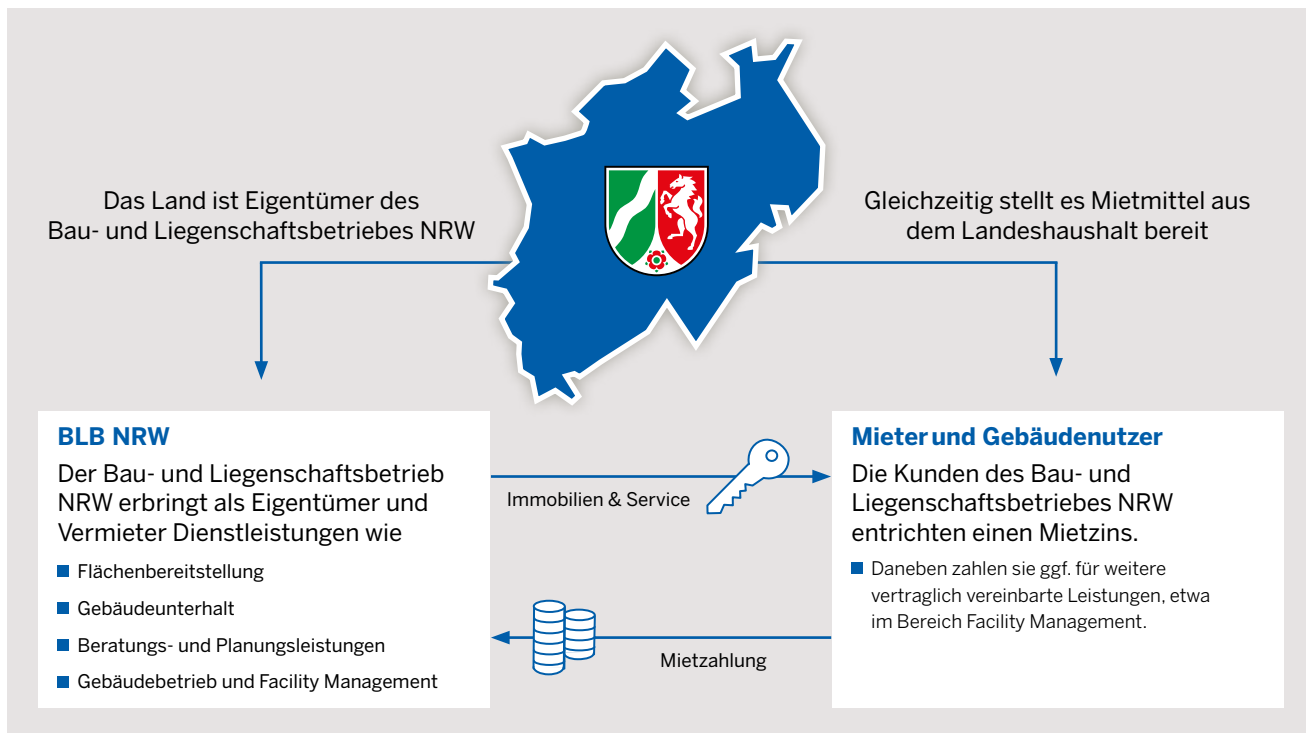 Das Land ist Eigentümer des
Bau- und Liegenschaftsbetriebes NRW
Gleichzeitig stellt es Mietmittel aus
dem Landeshaushalt bereit
BLB NRW
Der Bau- und Liegenschaftsbetrieb
NRW erbringt als Eigentümer und
Vermieter Dienstleistungen wie
Flächenbereitstellung
Gebäudeunterhalt
Beratungs- und Planungsleistungen
Gebäudebetrieb und Facility Management
Immobilien & Service
Mietzahlung
Mieter und Gebäudenutzer
Die Kunden des Bau- und
Liegenschaftsbetriebes NRW
entrichten einen Mietzins.
Daneben zahlen sie ggf. für weitere
vertraglich vereinbarte Leistungen, etwa
im Bereich Facility Management.